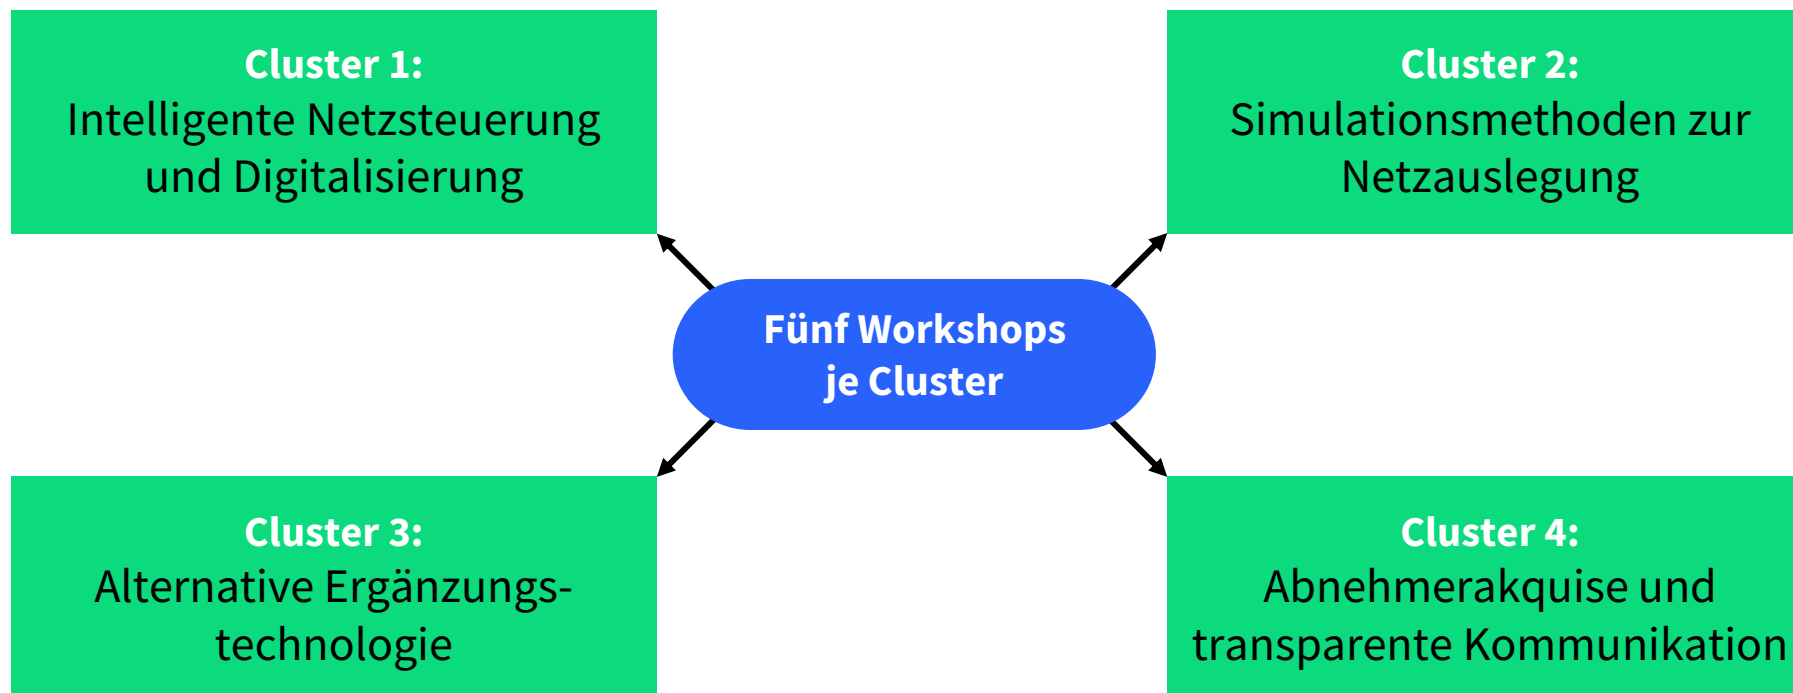 Cluster 1:
Intelligente Netzsteuerung
und Digitalisierung
Cluster 2:
Simulationsmethoden zur
Netzauslegung
Fünf Workshops
je Cluster
Cluster 3:
Alternative Ergänzungs-
technologie
Cluster 4:
Abnehmerakquise und
transparente Kommunikation